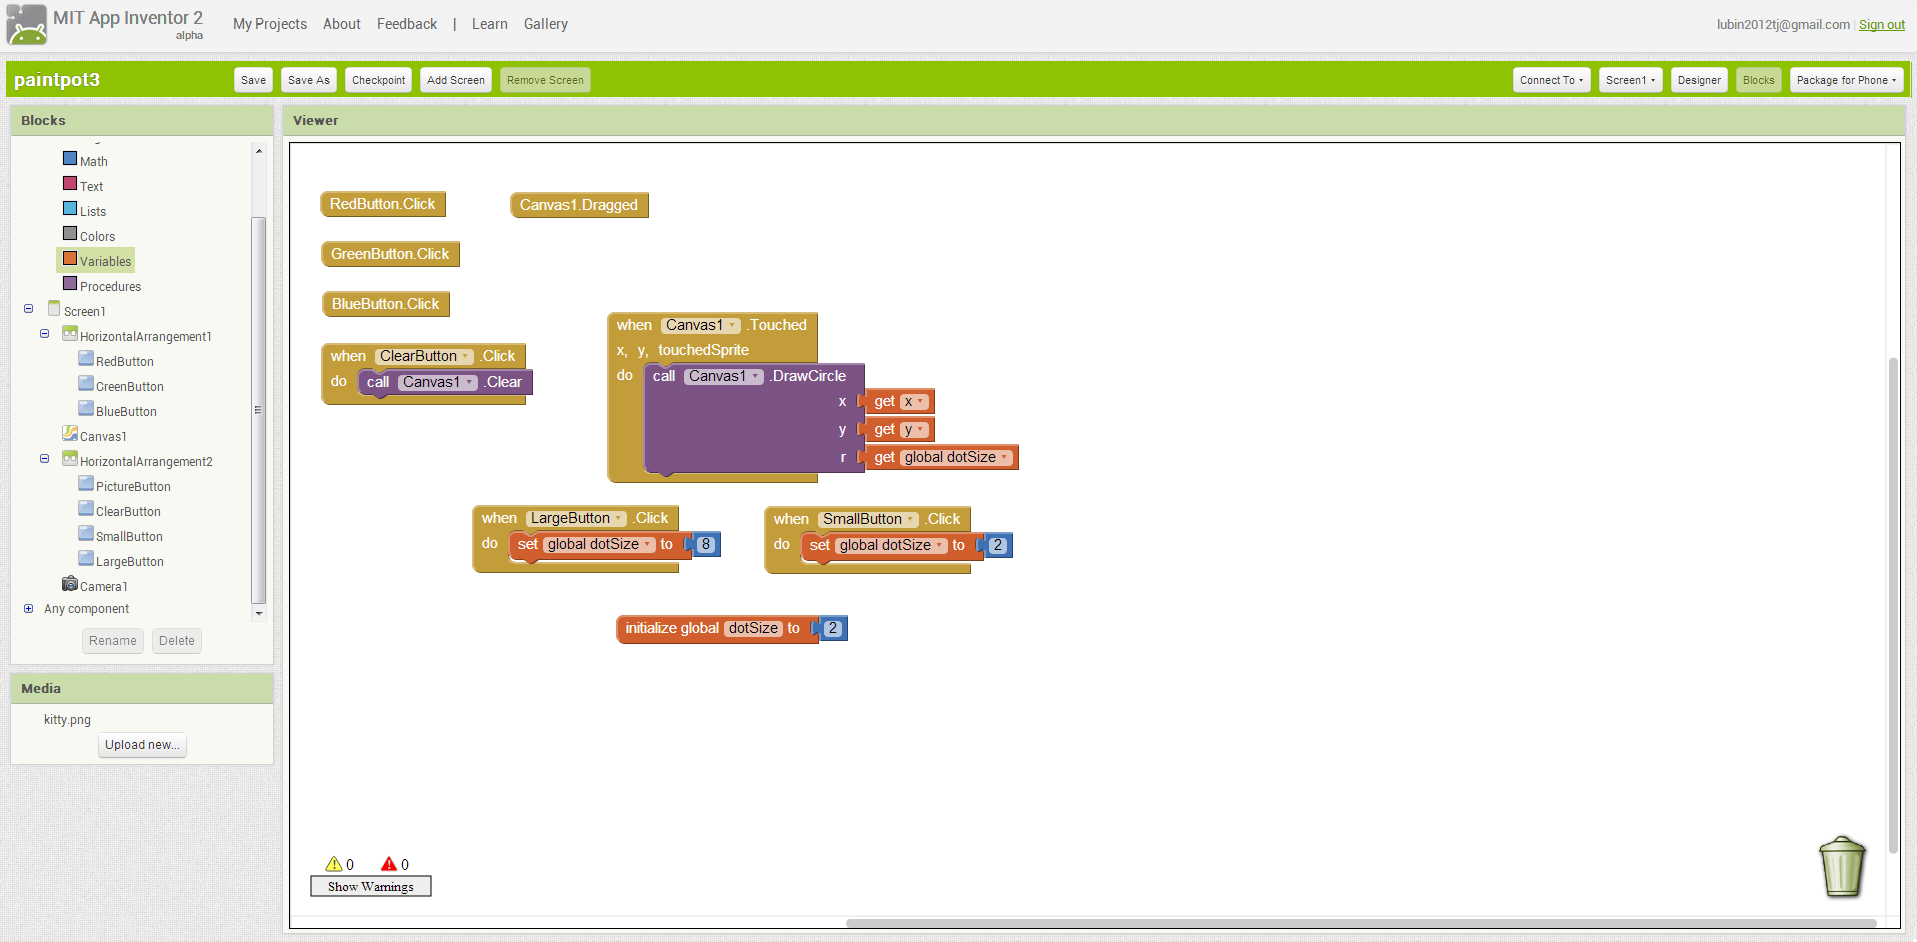 MIT App Inventor 2
alpha
My Projects About Feedback | Learn Gallery
lubin2012tj@gmail.com | Sign out
paintpot3
Save Save As Checkpoint Add Screen Remove Screen
Connect To Screen1 Designer Blocks Package for Phone
Blocks
Math
Text
Lists
Colors
Variables
Procedures
Screen1
HorizontalArrangement1
RedButton
GreenButton
BlueButton
Canvas1
HorizontalArrangement2
PictureButton
ClearButton
SmallButton
LargeButton
Camera1
Any component
Rename Delete
Media
kitty.png
Upload new...
Viewer
RedButton.Click
Canvas1.Dragged
GreenButton.Click
BlueButton.Click
when ClearButton .Click
do call Canvas1 .Clear
when Canvas1 .Touched
x, y, touchedSprite
do call Canvas1 .DrawCircle
x get x
y get y
r get global dotSize
when LargeButton .Click
do set global dotSize to 8
when SmallButton .Click
do set global dotSize to 2
initialize global dotSize to 2
0 0
Show Warnings